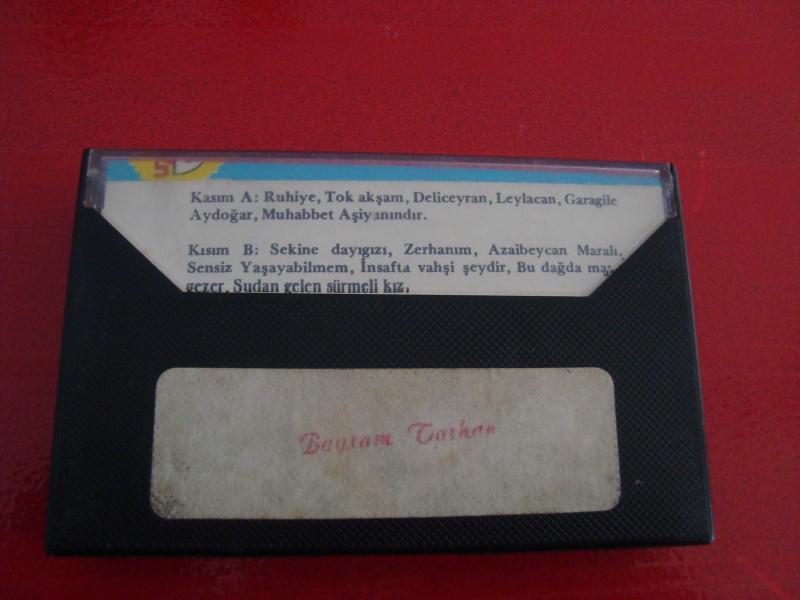 Kasım A: Ruhiye, Tok akşam, Deliceyran, Leylacan, Garagile
Aydoğar, Muhabbet Aşiyanındır.
Kısım B: Sekine dayıgızı, Zerhanım, Azaibeycan Maralı,
Sensiz Yaşayabilmem, İnsafta vahşi şeydir, Bu dağda
gezer, Sudan gelen sürmeli kız.
Bayram Tarhan